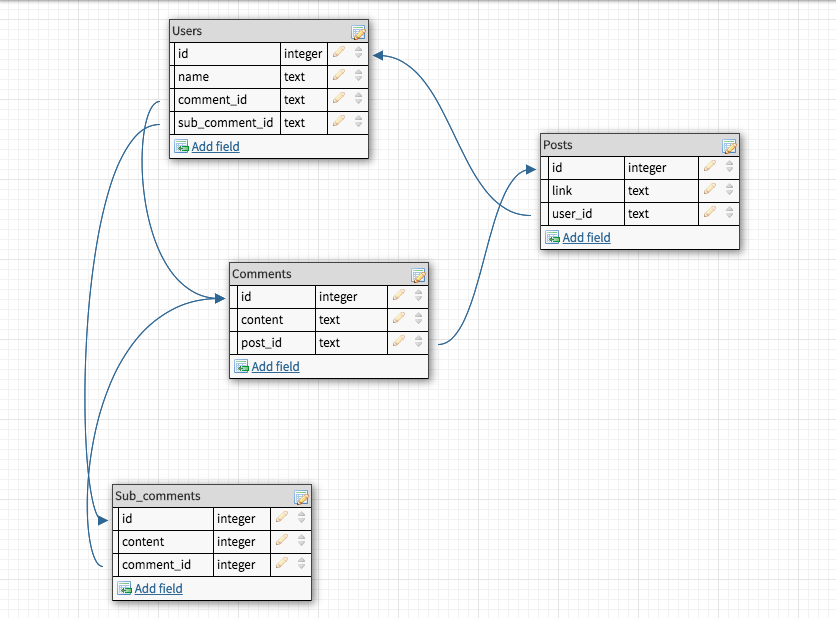 Users
id integer
name text
comment_id text
sub_comment_id text
Add field
Posts
id integer
link text
user_id text
Add field
Comments
id integer
content text
post_id text
Add field
Sub_comments
id integer
content integer
comment_id integer
Add field